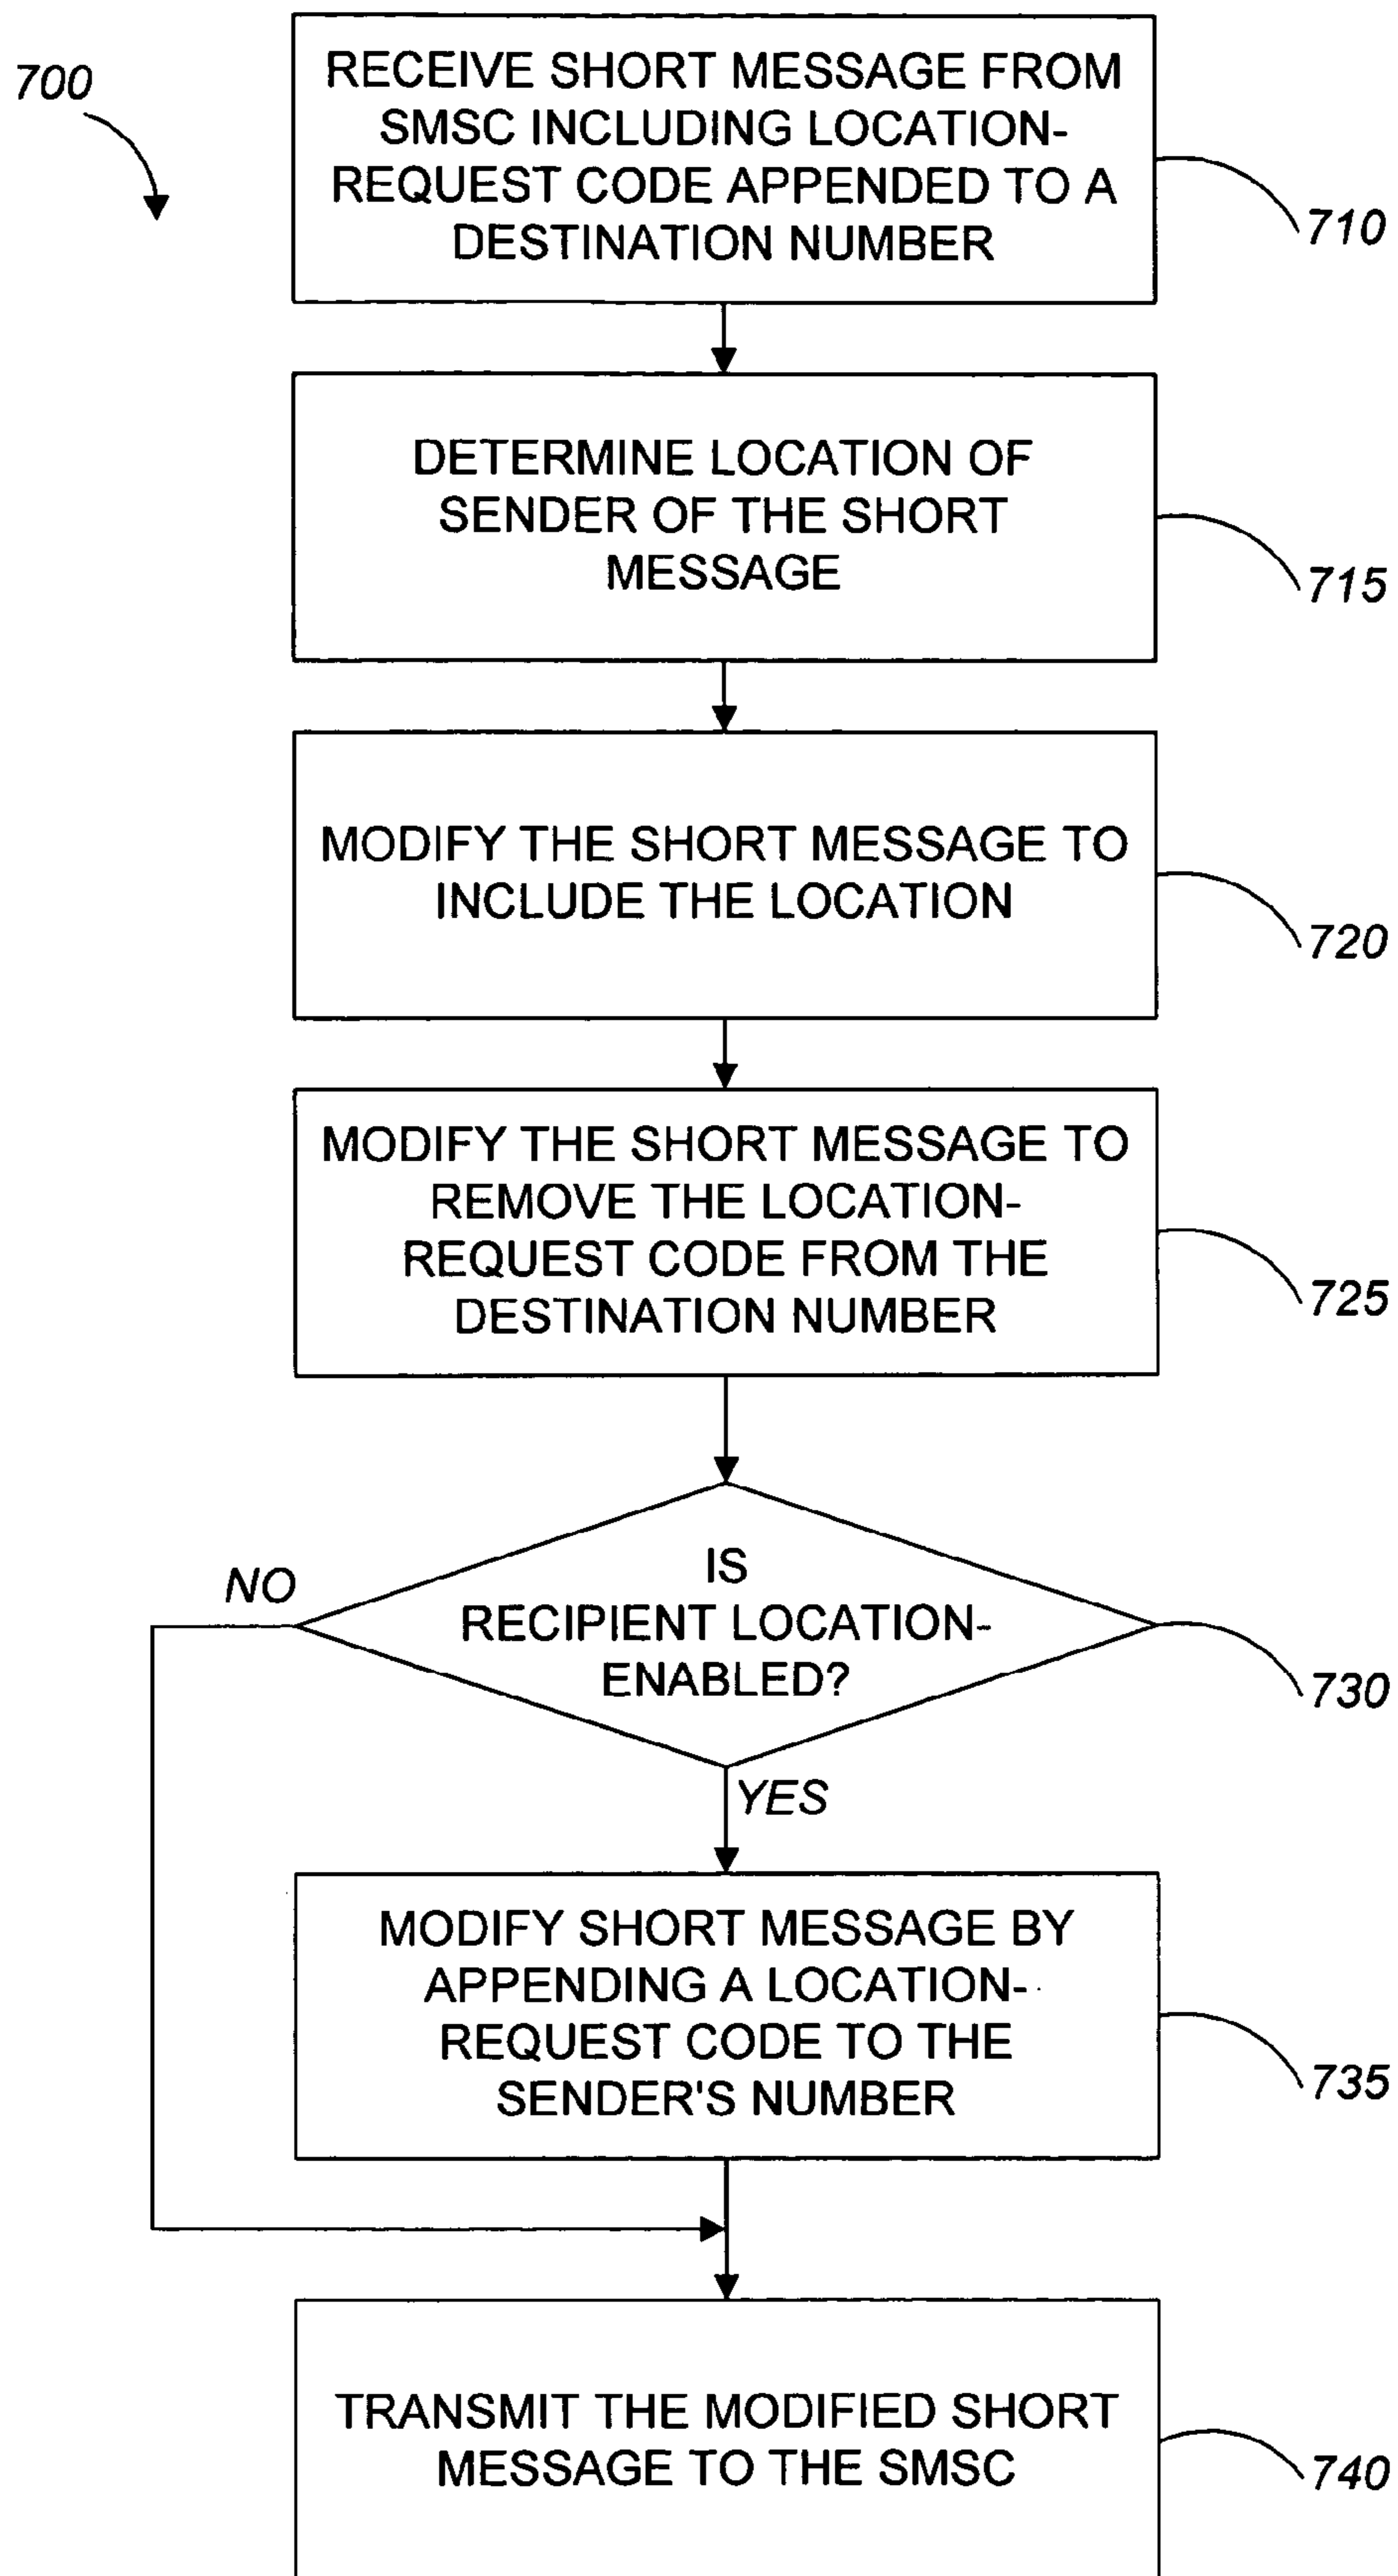 700
RECEIVE SHORT MESSAGE FROM
SMSC INCLUDING LOCATION-
REQUEST CODE APPENDED TO A
DESTINATION NUMBER
710
DETERMINE LOCATION OF
SENDER OF THE SHORT
MESSAGE
715
MODIFY THE SHORT MESSAGE TO
INCLUDE THE LOCATION
720
MODIFY THE SHORT MESSAGE TO
REMOVE THE LOCATION-
REQUEST CODE FROM THE
DESTINATION NUMBER
725
NO
IS
RECIPIENT LOCATION-
ENABLED?
730
YES
MODIFY SHORT MESSAGE BY
APPENDING A LOCATION-
REQUEST CODE TO THE
SENDER'S NUMBER
735
TRANSMIT THE MODIFIED SHORT
MESSAGE TO THE SMSC
740